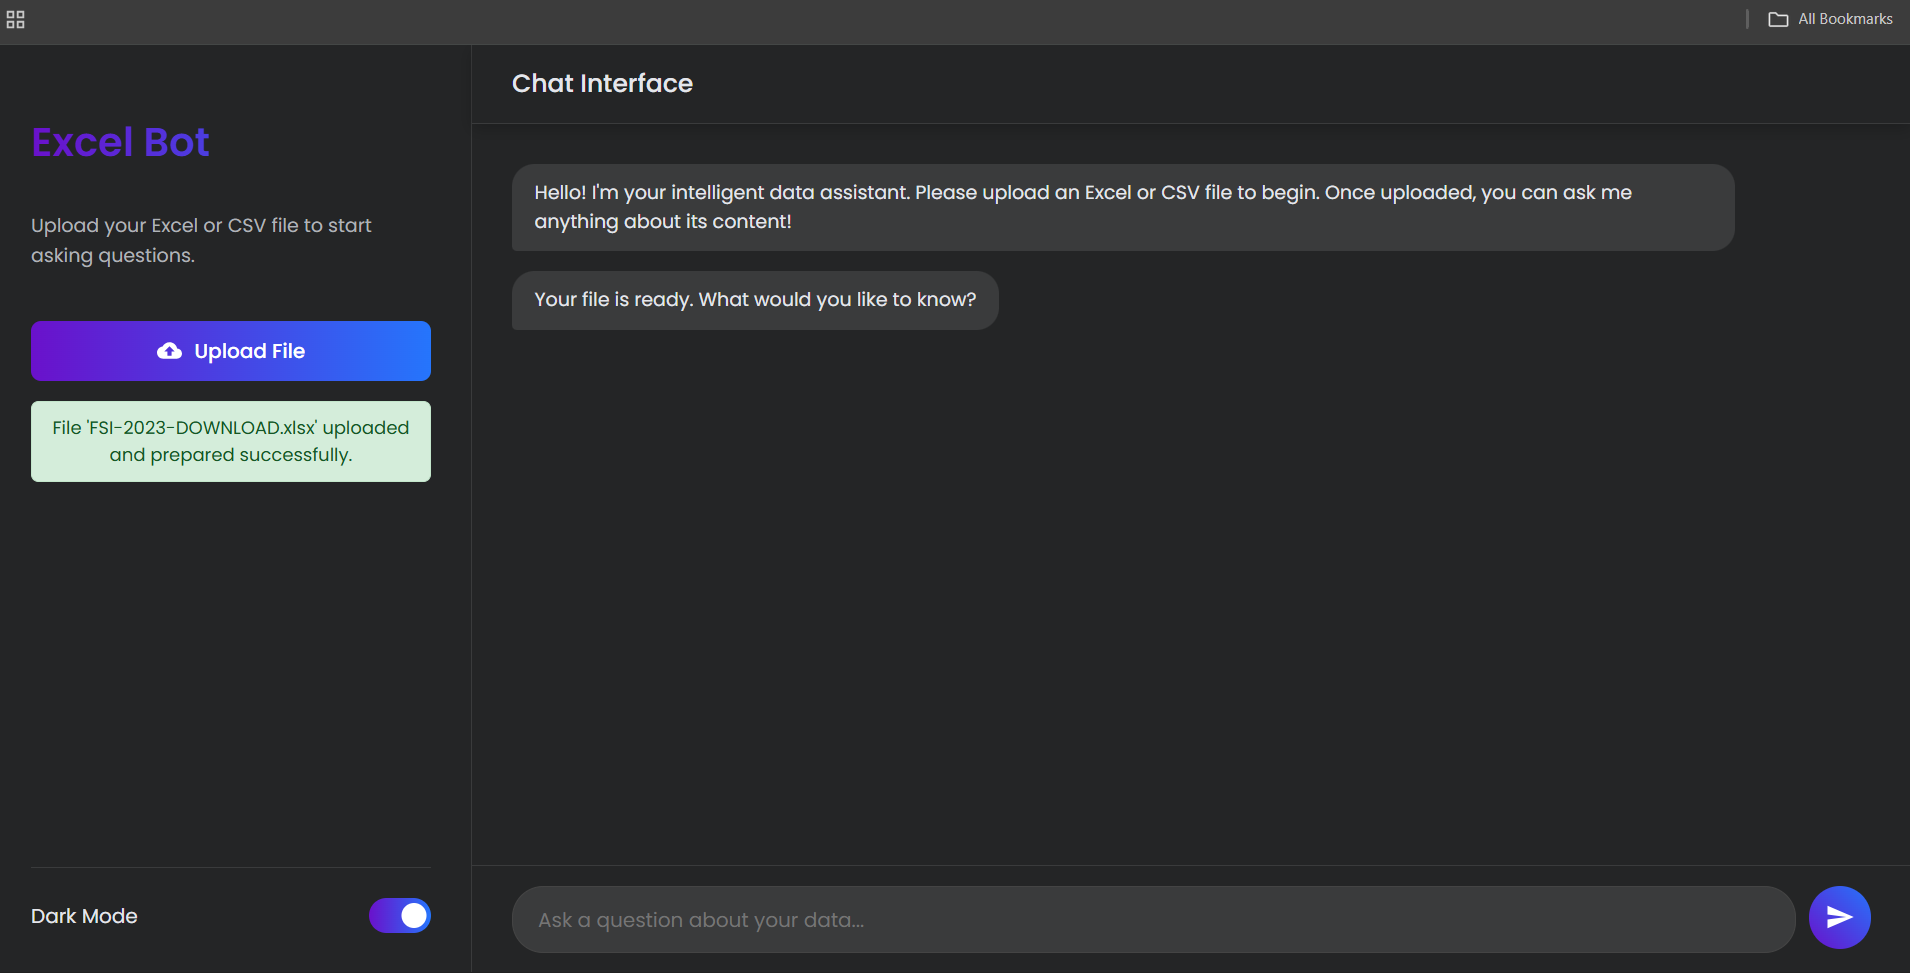 All Bookmarks
Excel Bot
Upload your Excel or CSV file to start
asking questions.
Upload File
File 'FSI-2023-DOWNLOAD.xlsx' uploaded
and prepared successfully.
Dark Mode
Chat Interface
Hello! I'm your intelligent data assistant. Please upload an Excel or CSV file to begin. Once uploaded, you can ask me
anything about its content!
Your file is ready. What would you like to know?
Ask a question about your data...